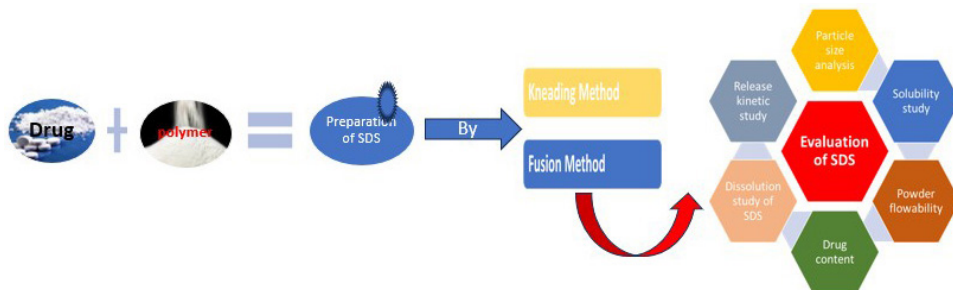 Drug
polymer
Preparation
of SDS
By
Kneading Method
Fusion Method
Particle
size
analysis
Solubility
study
Powder
flowability
Drug
content
Dissolution
study of
SDS
Release
kinetic
study
Evaluation
of SDS